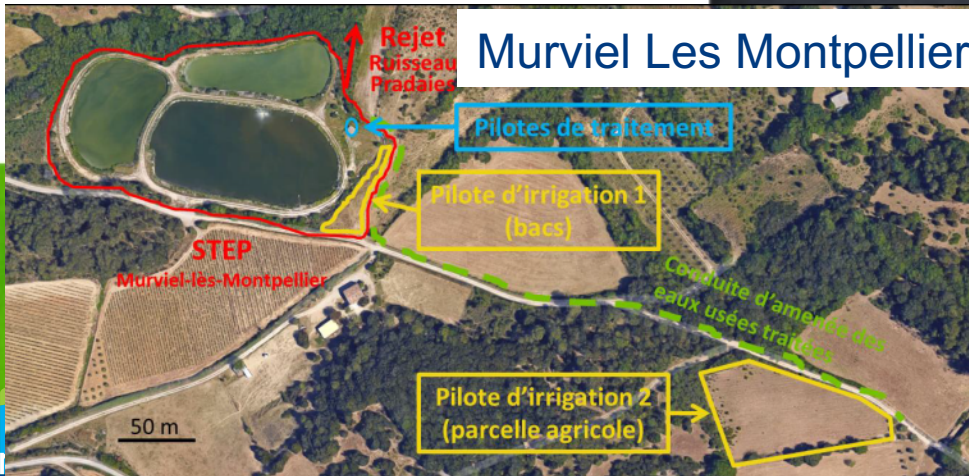 Murviel Les Montpellier
Rejet
Ruisseau
Pradaies
Pilotes de traitement
Pilote d'irrigation 1
(bacs)
STEP
Murviel-lès-Montpellier
Conduite d'amenée des
eaux usées traitées
Pilote d'irrigation 2
(parcelle agricole)
50 m